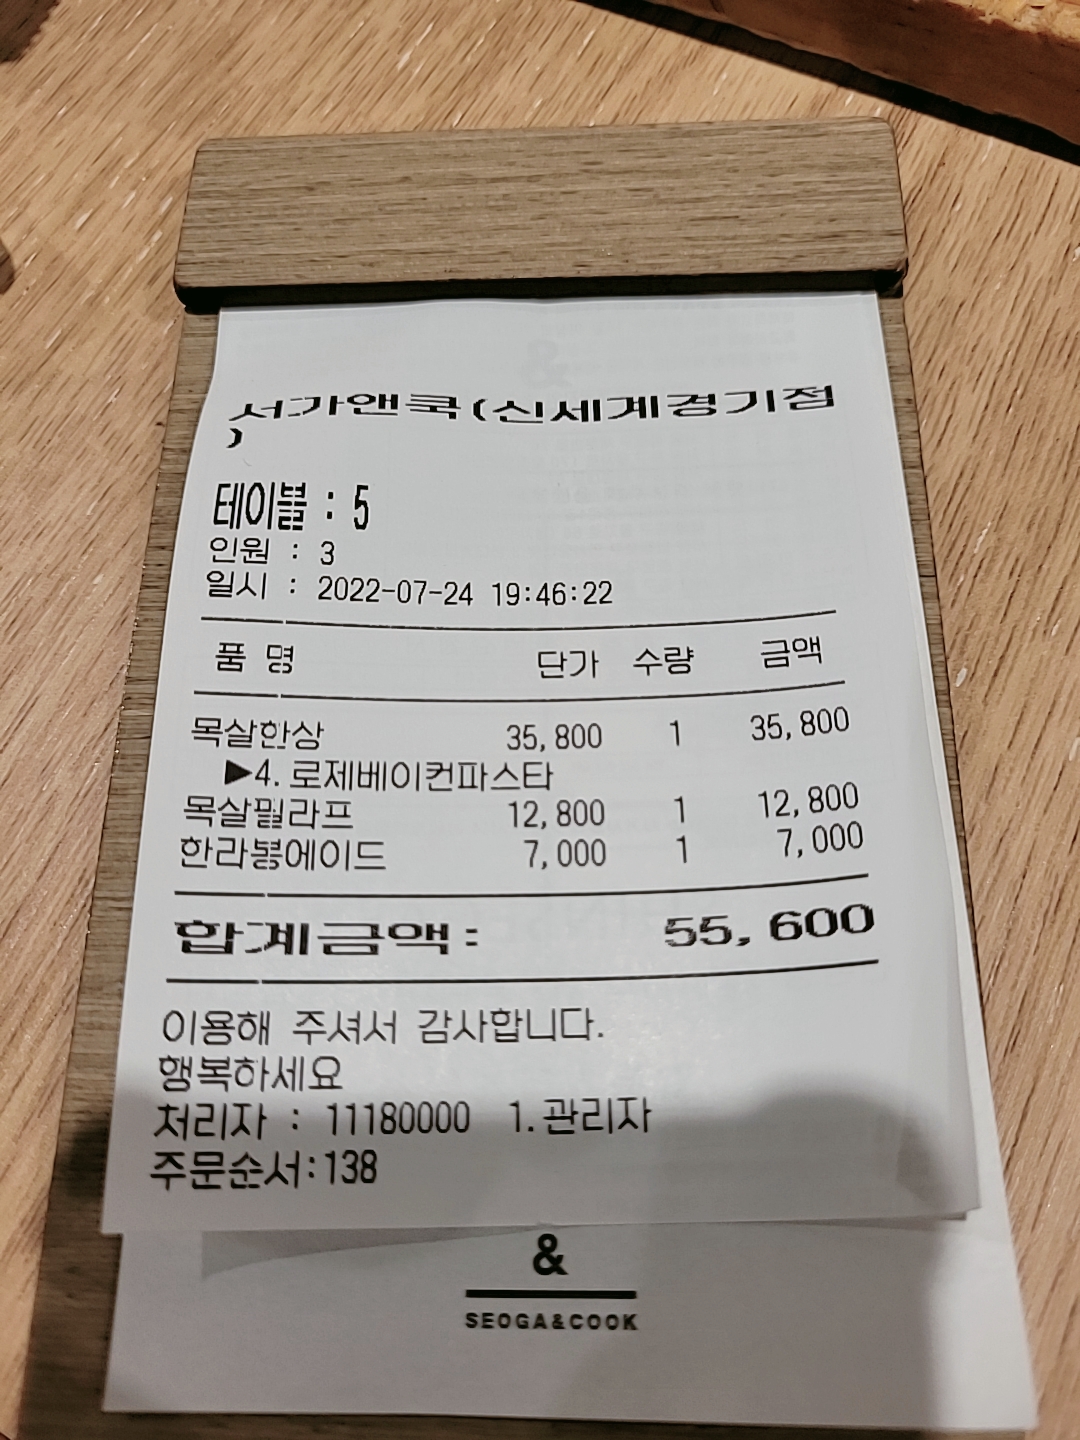 서가앤쿡(신세계경기점
)
테이블 : 5
인원 : 3
일시 : 2022-07-24 19:46:22
품 명 단가 수량 금액
목살한상 35,800 1 35,800
▶4. 로제베이컨파스타
목살필라프 12,800 1 12,800
한라봉에이드 7,000 1 7,000
합계금액: 55,600
이용해 주셔서 감사합니다.
행복하세요
처리자 : 11180000 1.관리자
주문순서:138
&
SEOGA&COOK